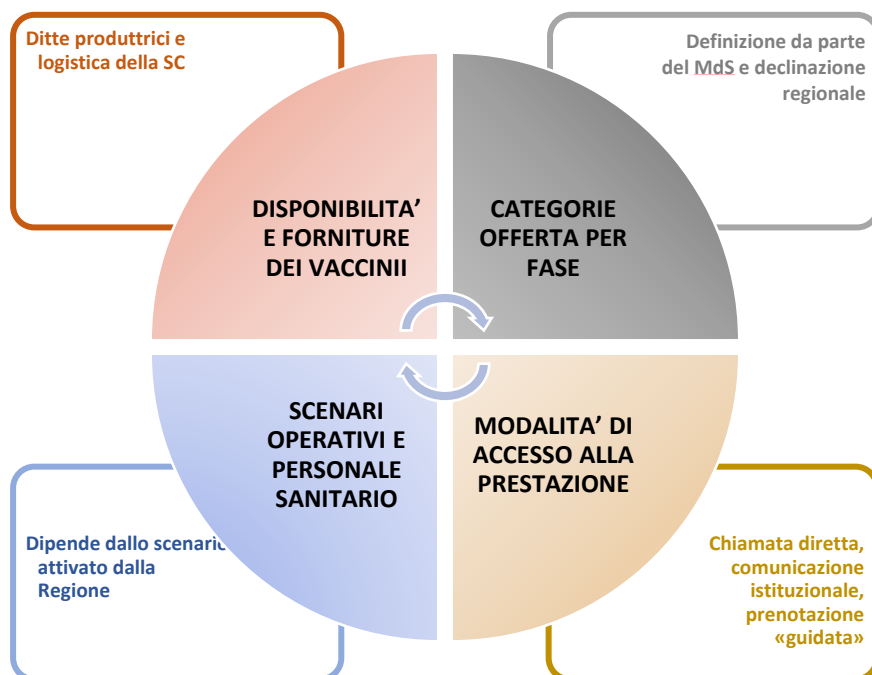 Ditte produttrici e
logistica della SC
Definizione da parte
del MdS e declinazione
regionale
DISPONIBILITA’
E FORNITURE
DEI VACCINII
CATEGORIE
OFFERTA PER
FASE
SCENARI
OPERATIVI E
PERSONALE
SANITARIO
MODALITA’ DI
ACCESSO ALLA
PRESTAZIONE
Dipende dallo scenario
attivato dalla
Regione
Chiamata diretta,
comunicazione
istituzionale,
prenotazione
«guidata»